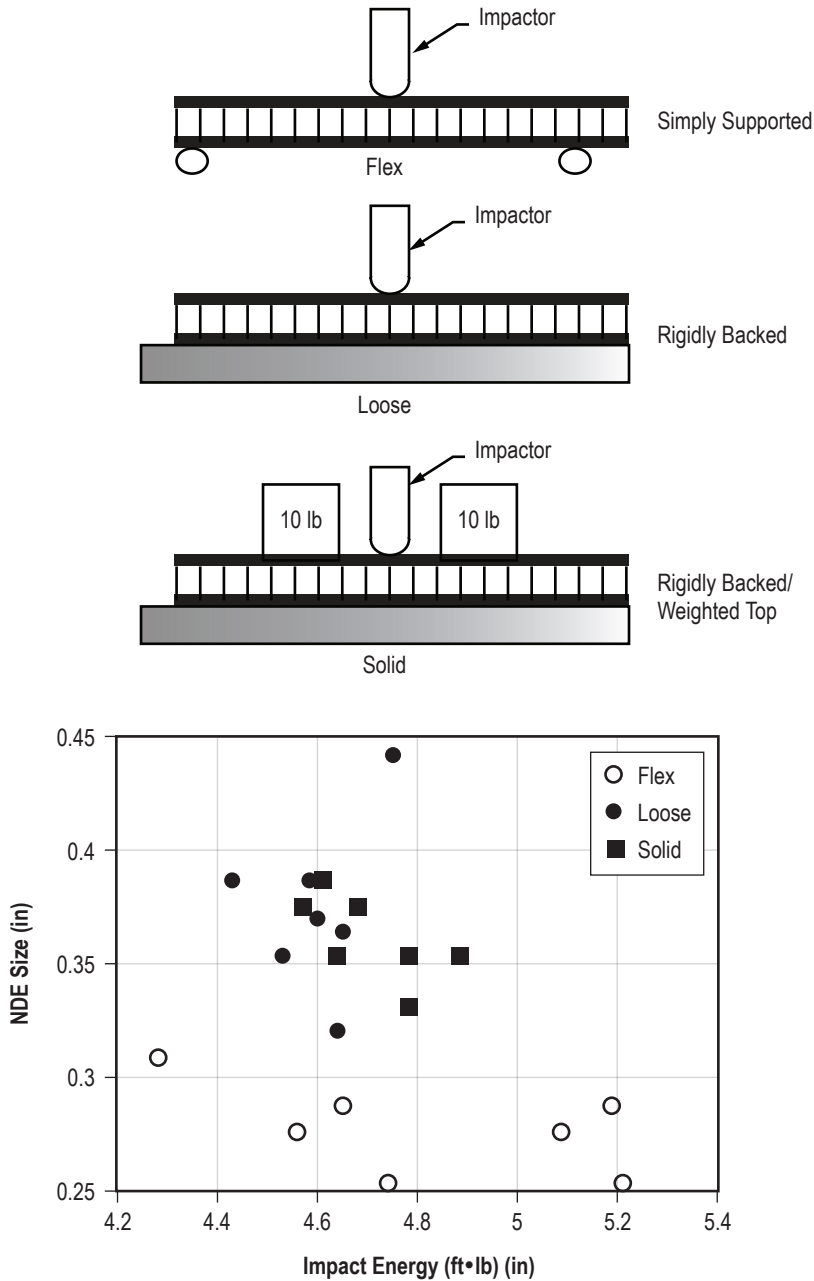 Impactor
Simply Supported
Flex
Impactor
Rigidly Backed
Loose
Impactor
10 lb
10 lb
Rigidly Backed/
Weighted Top
Solid
0.45
0.4
0.35
0.3
0.25
NDE Size (in)
Flex
Loose
Solid
4.2 4.4 4.6 4.8 5 5.2 5.4
Impact Energy (ft•lb) (in)